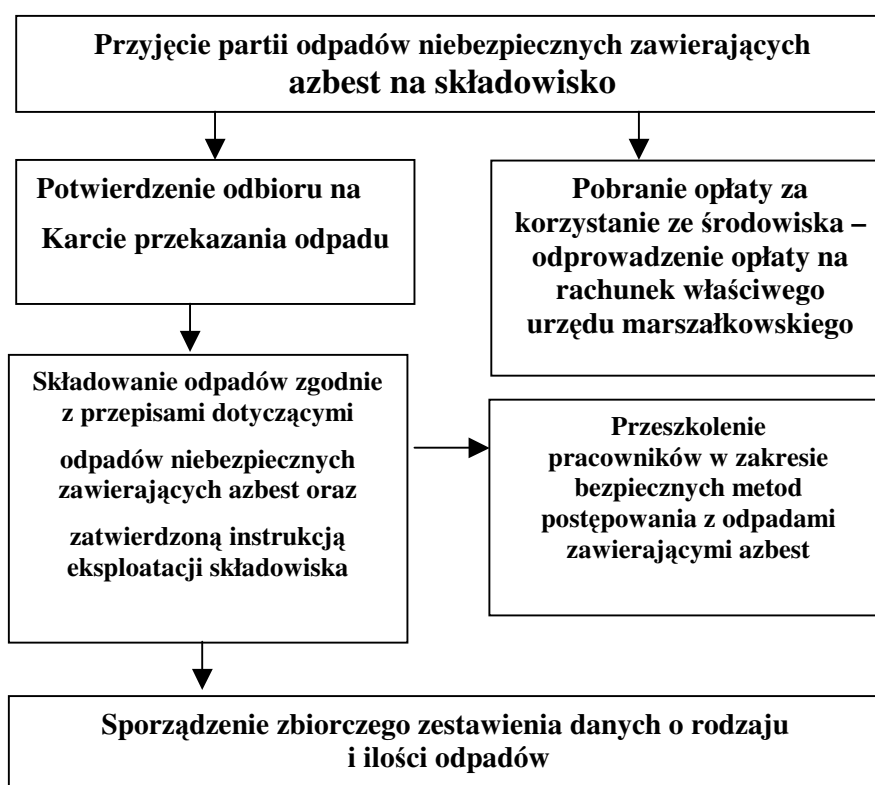 Przyjęcie partii odpadów niebezpiecznych zawierających
azbest na składowisko
Potwierdzenie odbioru na
Karcie przekazania odpadu
Pobranie opłaty za
korzystanie ze środowiska –
odprowadzenie opłaty na
rachunek właściwego
urzędu marszałkowskiego
Składowanie odpadów zgodnie
z przepisami dotyczącymi
odpadów niebezpiecznych
zawierających azbest oraz
zatwierdzoną instrukcją
eksploatacji składowiska
Przeszkolenie
pracowników w zakresie
bezpiecznych metod
postępowania z odpadami
zawierającymi azbest
Sporządzenie zbiorczego zestawienia danych o rodzaju
i ilości odpadów